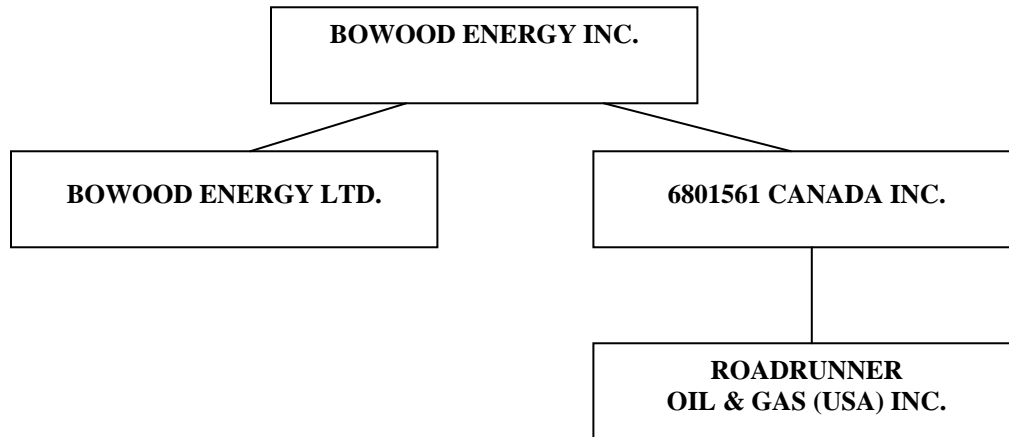 BOWOOD ENERGY INC.
BOWOOD ENERGY LTD.
6801561 CANADA INC.
ROADRUNNER
OIL & GAS (USA) INC.